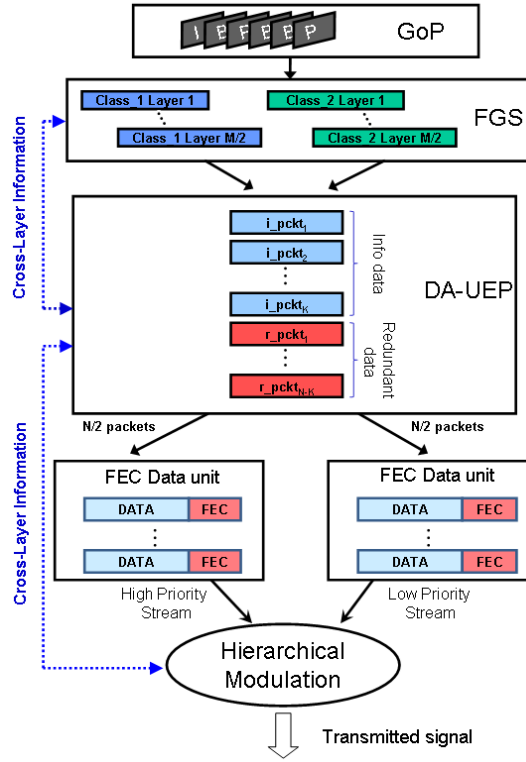 I B P B B P
GoP
Class_1 Layer 1
Class_2 Layer 1
FGS
Class_1 Layer M/2
Class_2 Layer M/2
Cross-Layer Information
i_pckt1
i_pckt2
i_pcktK
Info data
DA-UEP
r_pckt1
r_pcktN-K
Redundant
data
Cross-Layer Information
N/2 packets
N/2 packets
FEC Data unit
DATA FEC
DATA FEC
FEC Data unit
DATA FEC
DATA FEC
High Priority
Stream
Low Priority
Stream
Hierarchical
Modulation
Transmitted signal